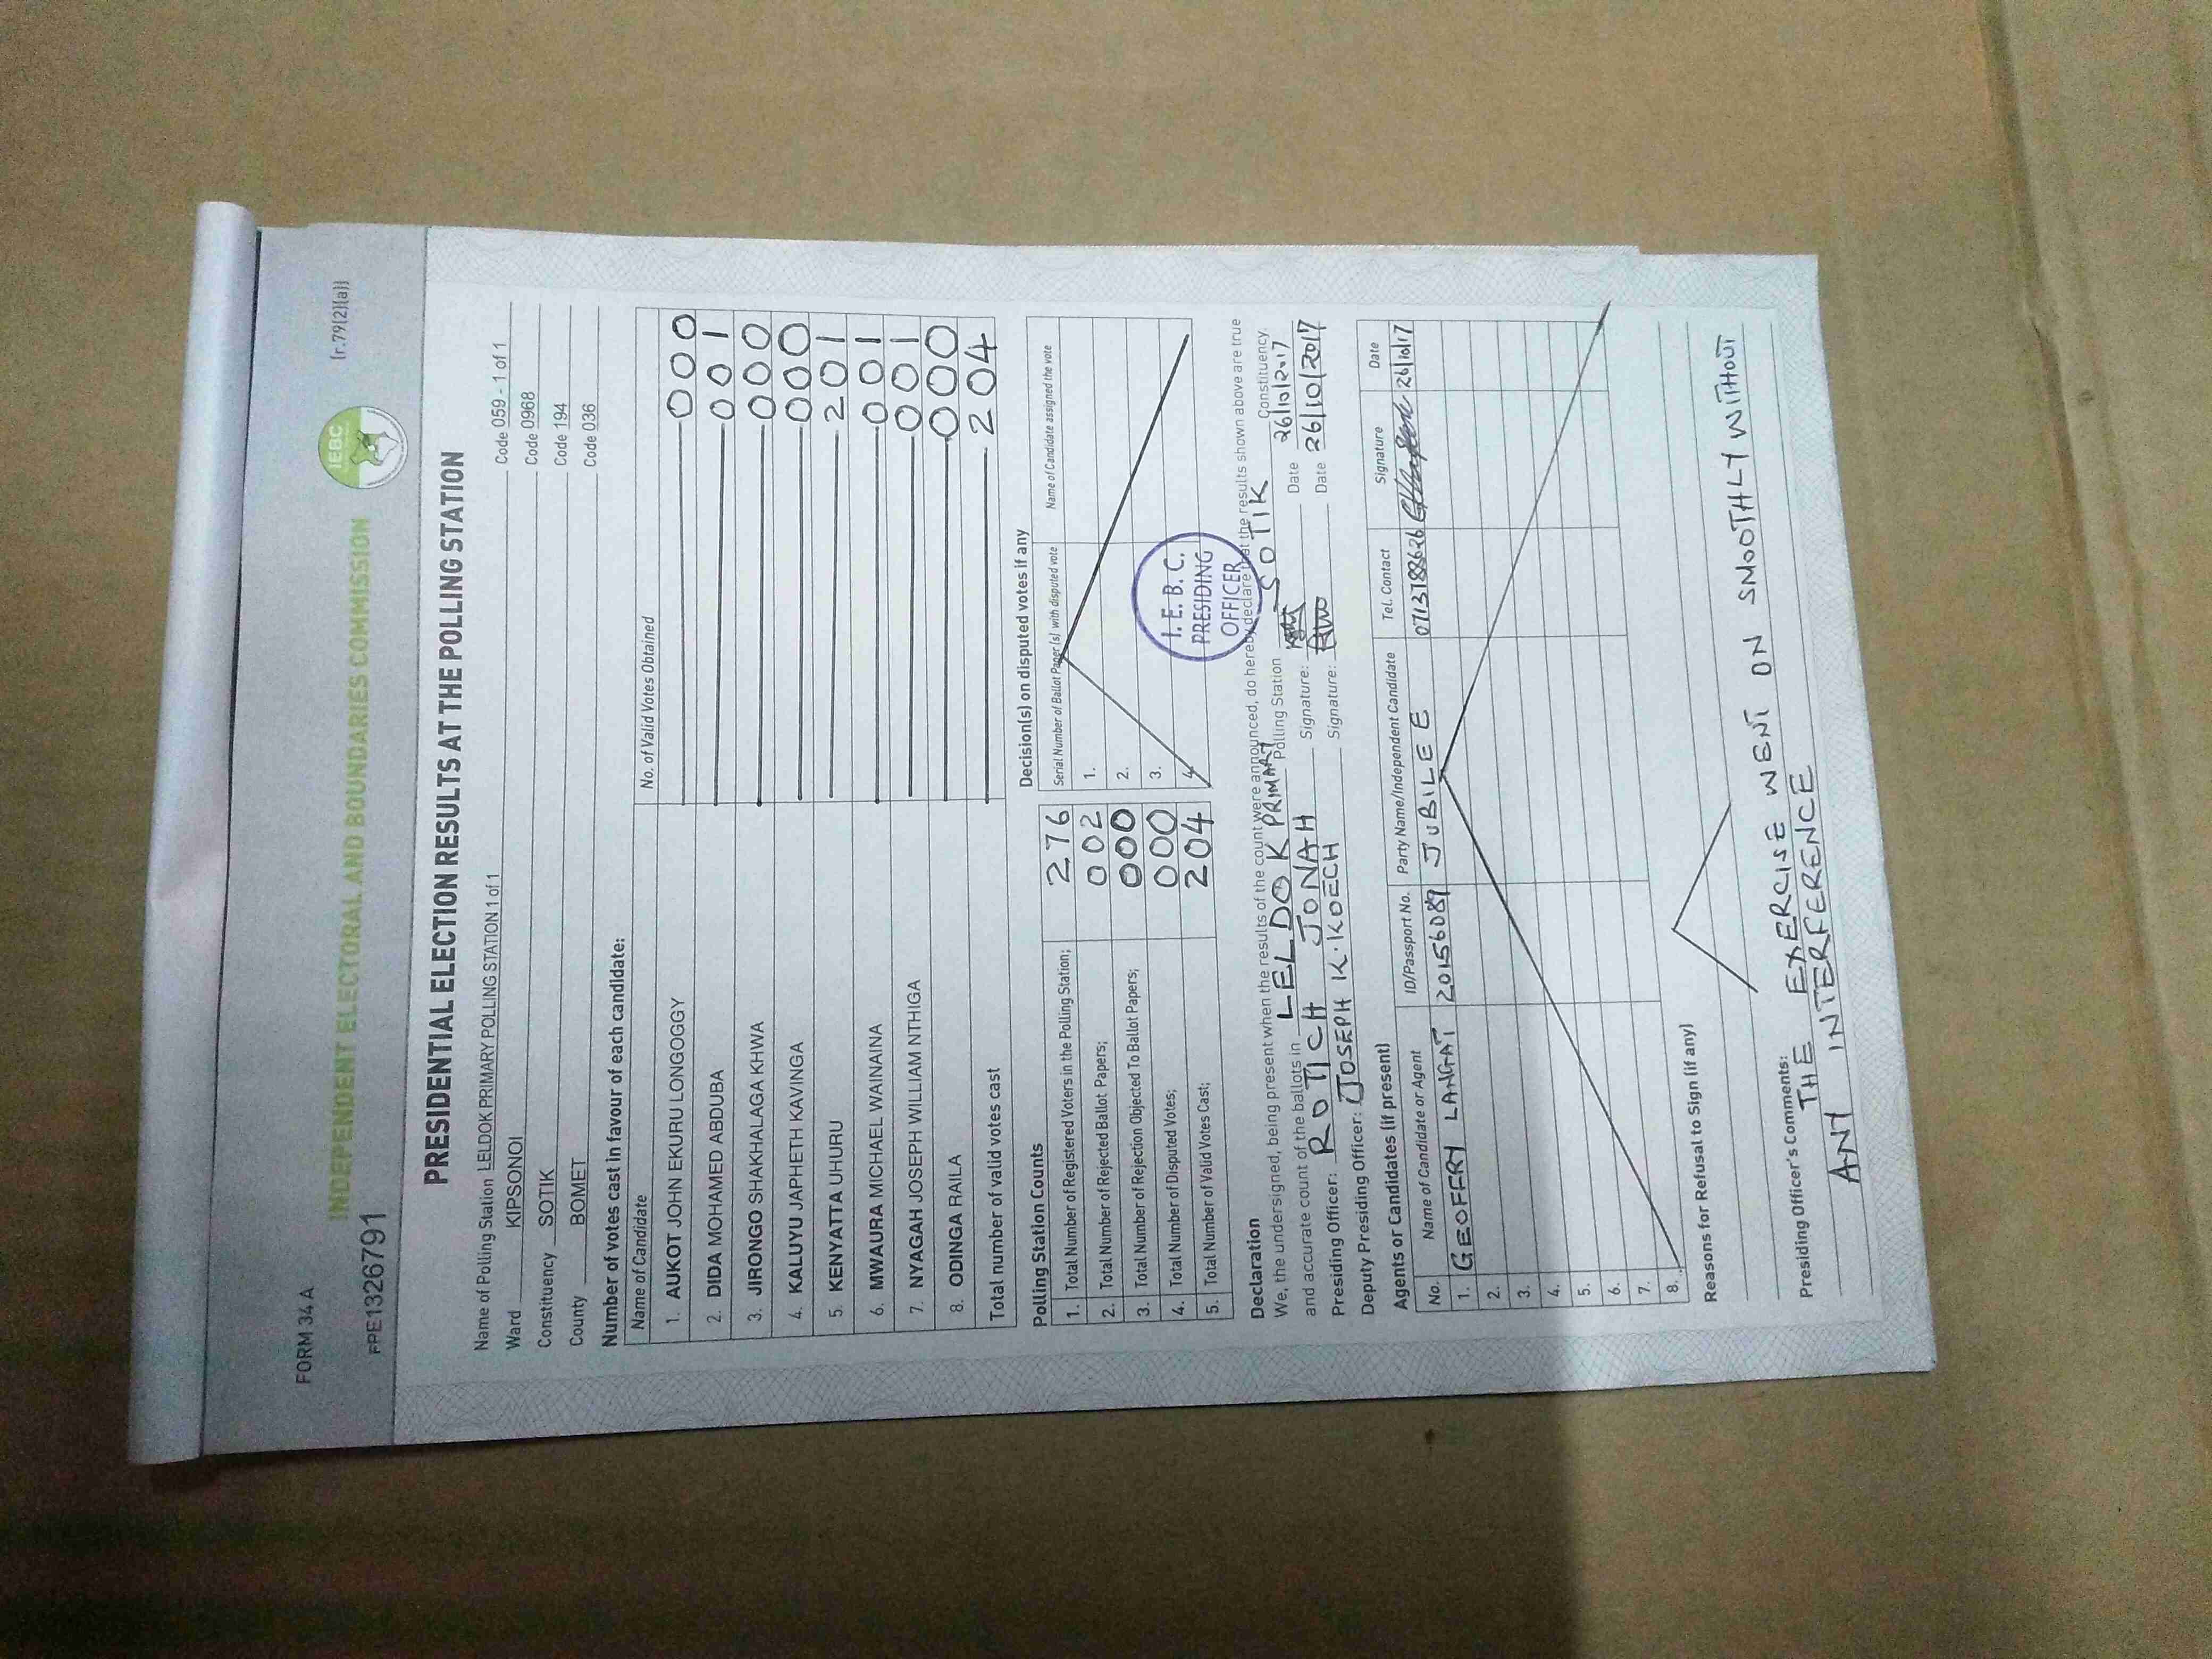 FORM 34 A
(r.79(2)(a))
INDEPENDENT ELECTORAL AND BOUNDARIES COMMISSION
IEBC
FPE1326791
PRESIDENTIAL ELECTION RESULTS AT THE POLLING STATION
Name of Polling Station LELDOK PRIMARY POLLING STATION 1 of 1 Code 059 - 1 of 1
Ward KIPSONOI Code 0968
Constituency SOTIK Code 194
County BOMET Code 036
Number of votes cast in favour of each candidate:
Name of Candidate No. of Valid Votes Obtained
1. AUKOT JOHN EKURU LONGOGGY 000
2. DIDA MOHAMED ABDUBA 001
3. JIRONGO SHAKHALAGA KHWA 000
4. KALUYU JAPHETH KAVINGA 000
5. KENYATTA UHURU 201
6. MWAURA MICHAEL WAINAINA 001
7. NYAGAH JOSEPH WILLIAM NTHIGA 001
8. ODINGA RAILA 000
Total number of valid votes cast 204
Polling Station Counts
1. Total Number of Registered Voters in the Polling Station; 276
2. Total Number of Rejected Ballot Papers; 002
3. Total Number of Rejection Objected To Ballot Papers; 000
4. Total Number of Disputed Votes; 000
5. Total Number of Valid Votes Cast; 204
Decision(s) on disputed votes if any
Serial Number of Ballot Paper(s) with disputed vote Name of Candidate assigned the vote
1.
2.
3.
4.
I. E. B. C.
PRESIDING
OFFICER
Declaration
We, the undersigned, being present when the results of the count were announced, do hereby declare that the results shown above are true
and accurate count of the ballots in LELDOK PRIMARY Polling Station SOTIK Constituency.
Presiding Officer: ROTICH JONAH Signature: Date 26/10/2017
Deputy Presiding Officer: JOSEPH K. KOECH Signature: Date 26/10/2017
Agents or Candidates (if present)
No. Name of Candidate or Agent ID/Passport No. Party Name/Independent Candidate Tel. Contact Signature Date
1. GEOFFRY LANGAT 20156089 JUBILEE 0713788626 26/10/17
2.
3.
4.
5.
6.
7.
8.
Reasons for Refusal to Sign (if any)
Presiding Officer's Comments:
THE EXERCISE WENT ON SMOOTHLY WITHOUT
ANY INTERFERENCE